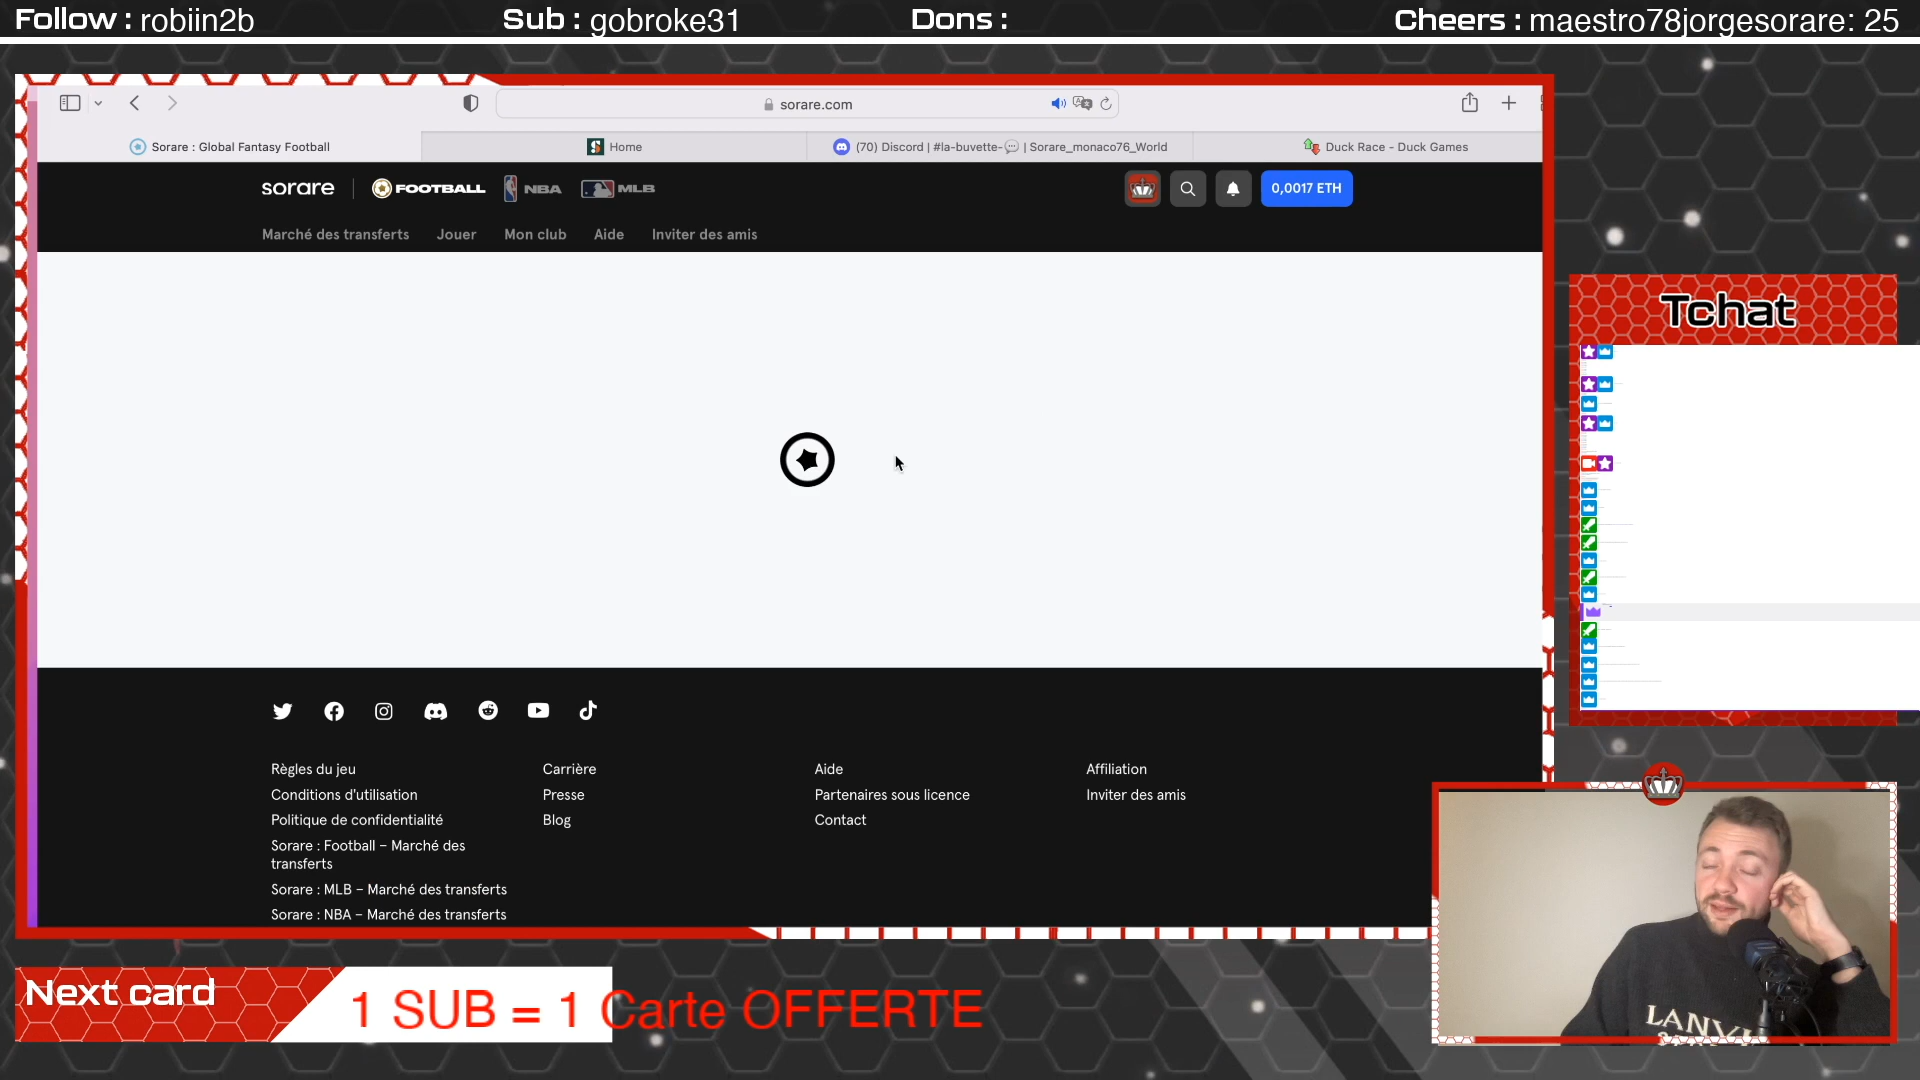 Follow : robiin2b
Sub : gobroke31
Dons :
Cheers : maestro78jorgesorare: 25
sorare.com
Sorare : Global Fantasy Football
Home
(70) Discord | #la-buvette-💬 | Sorare_monaco76_World
Duck Race - Duck Games
sorare
FOOTBALL
NBA
MLB
0,0017 ETH
Marché des transferts
Jouer
Mon club
Aide
Inviter des amis
Tchat
Règles du jeu
Conditions d'utilisation
Politique de confidentialité
Sorare : Football – Marché des
transferts
Sorare : MLB – Marché des transferts
Sorare : NBA – Marché des transferts
Carrière
Presse
Blog
Aide
Partenaires sous licence
Contact
Affiliation
Inviter des amis
Next card
1 SUB = 1 Carte OFFERTE